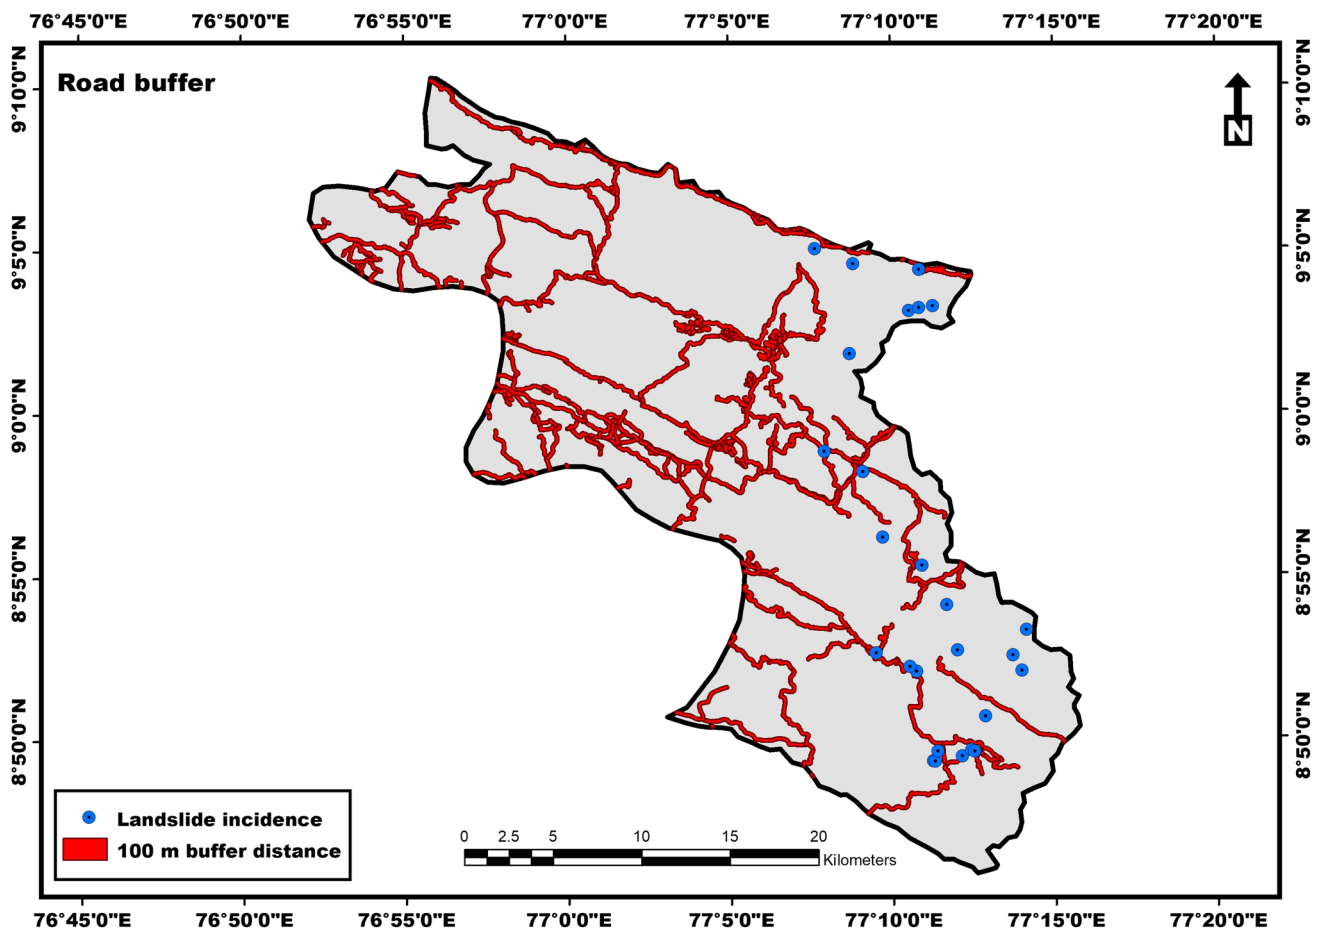 76°45'0"E 76°50'0"E 76°55'0"E 77°0'0"E 77°5'0"E 77°10'0"E 77°15'0"E 77°20'0"E
Road buffer
N
9°10'0"N 9°10'0"N
9°5'0"N 9°5'0"N
9°0'0"N 9°0'0"N
8°55'0"N 8°55'0"N
8°50'0"N 8°50'0"N
Landslide incidence
100 m buffer distance
0 2.5 5 10 15 20
Kilometers
76°45'0"E 76°50'0"E 76°55'0"E 77°0'0"E 77°5'0"E 77°10'0"E 77°15'0"E 77°20'0"E